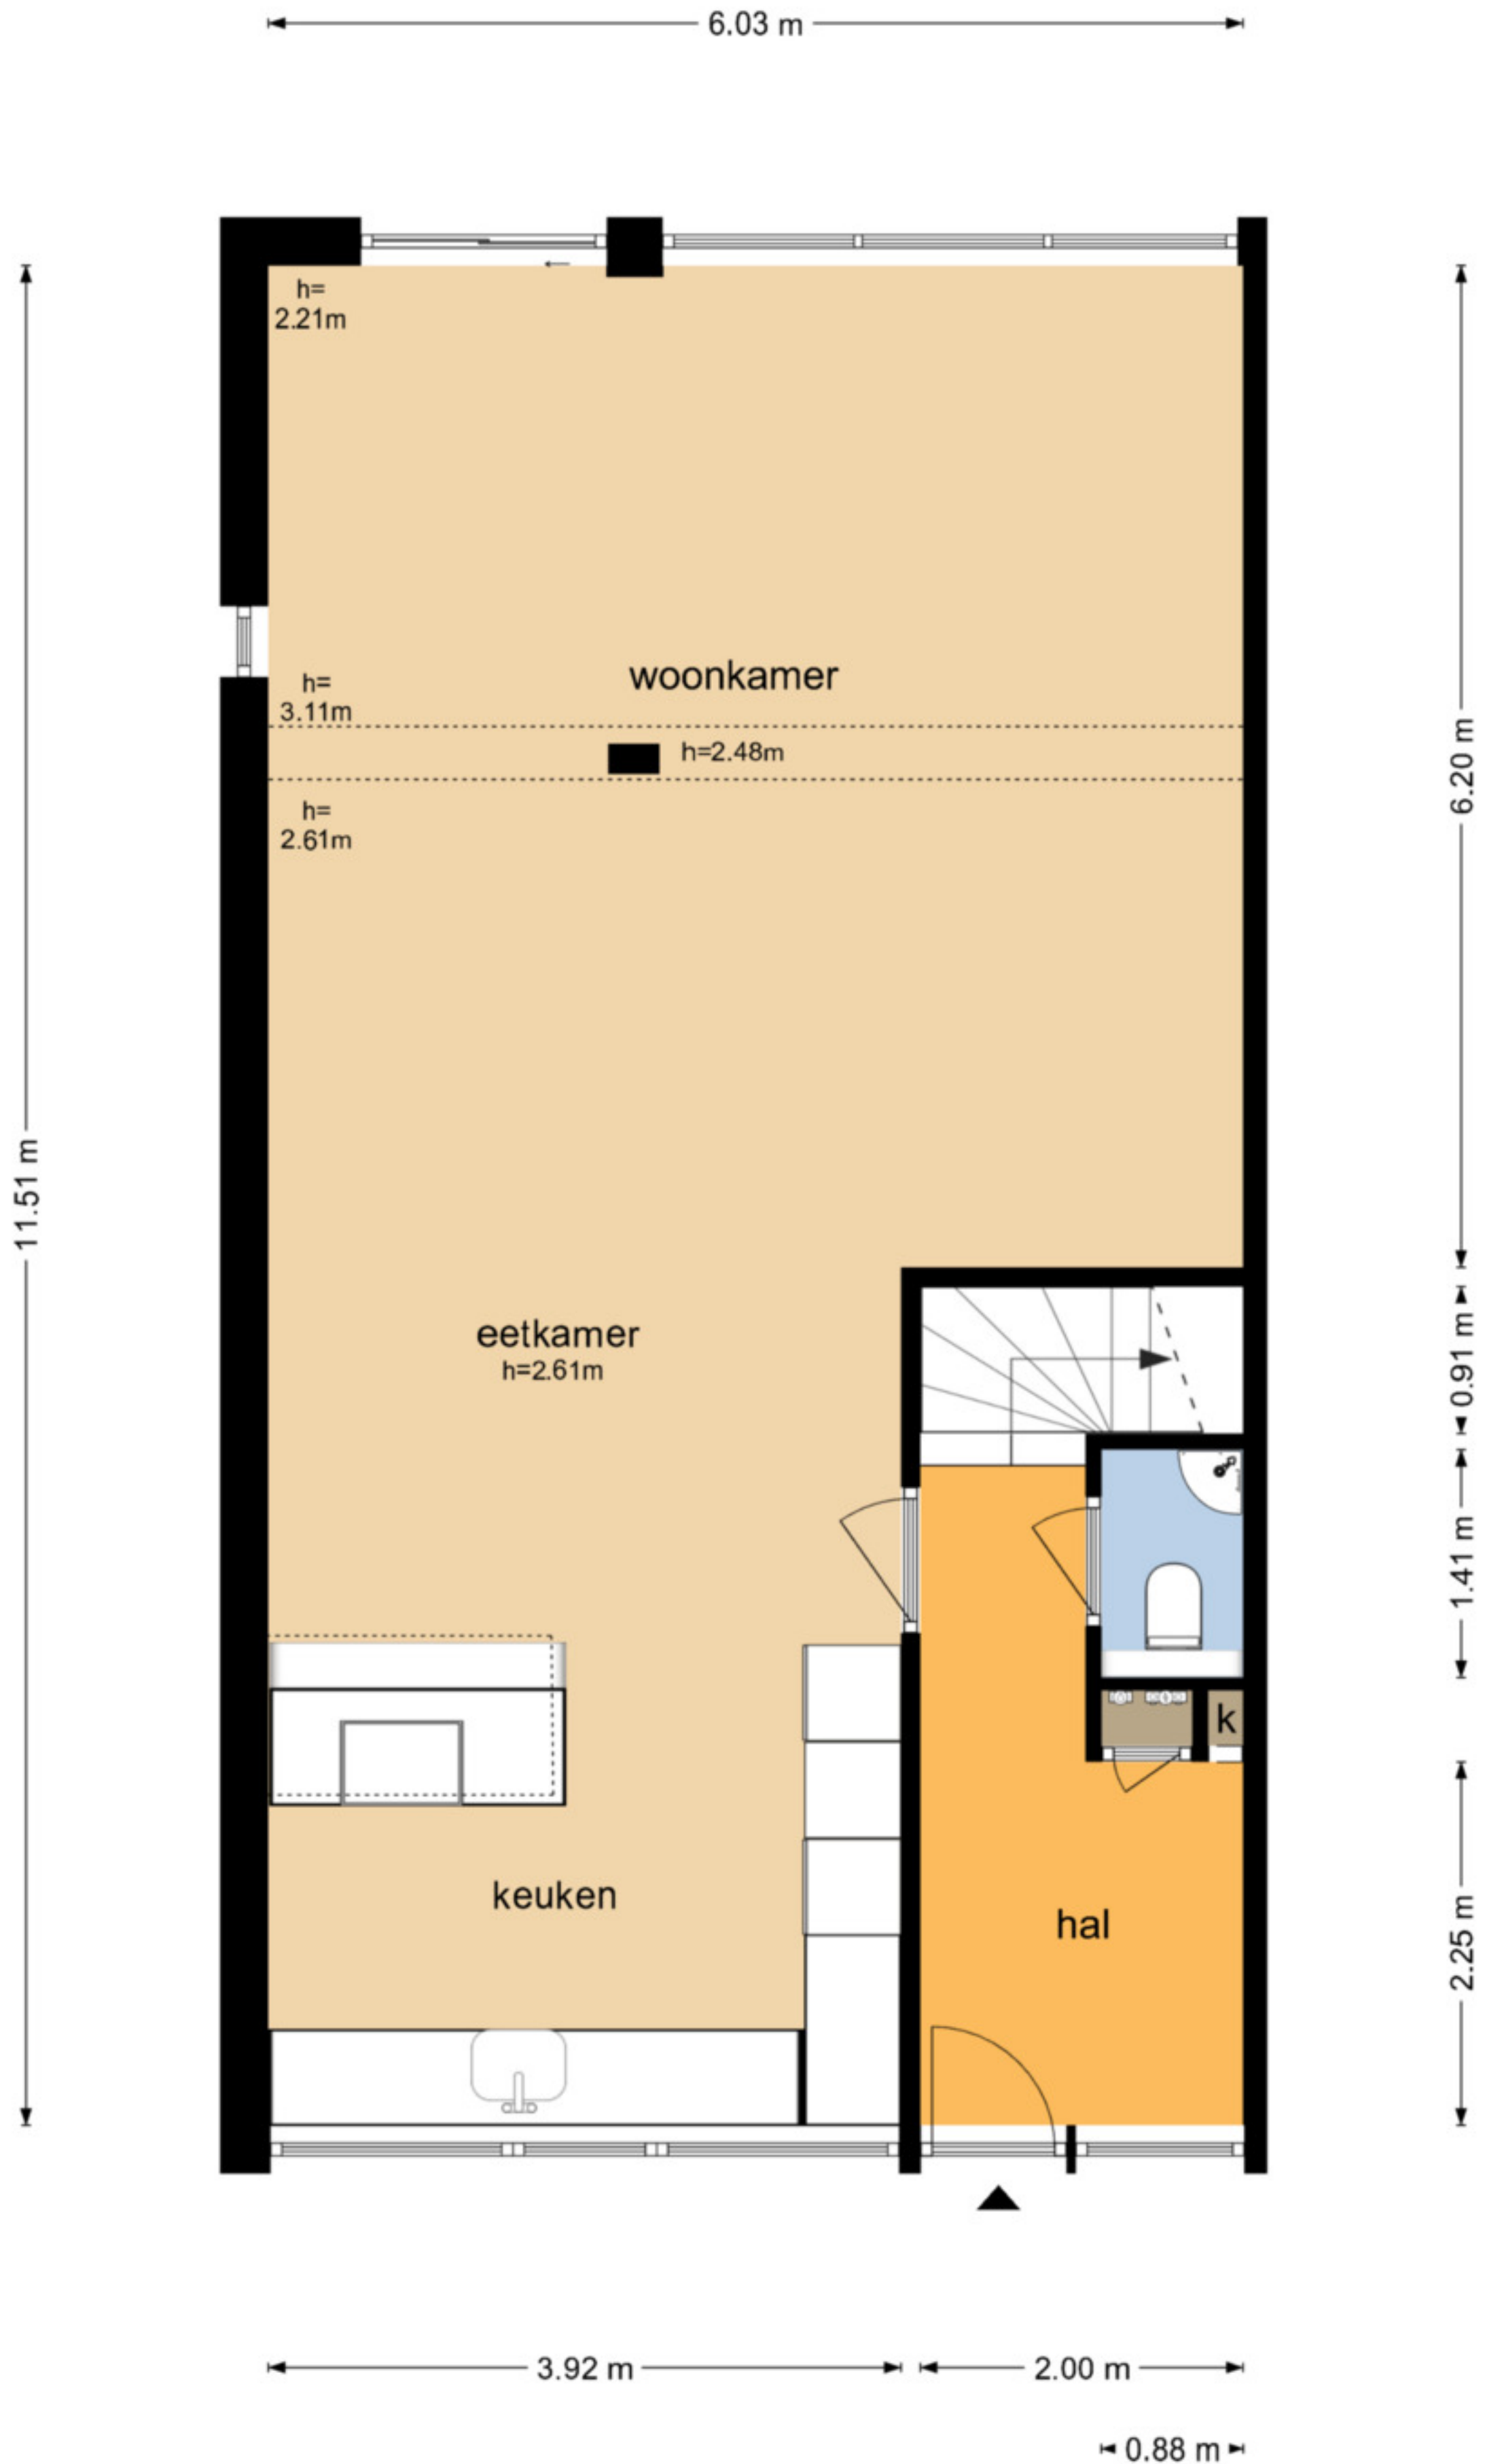 6.03 m
h=
2.21m
woonkamer
h=
3.11m
h=2.48m
h=
2.61m
6.20 m
11.51 m
eetkamer
h=2.61m
0.91 m
1.41 m
k
keuken
hal
2.25 m
3.92 m
2.00 m
0.88 m